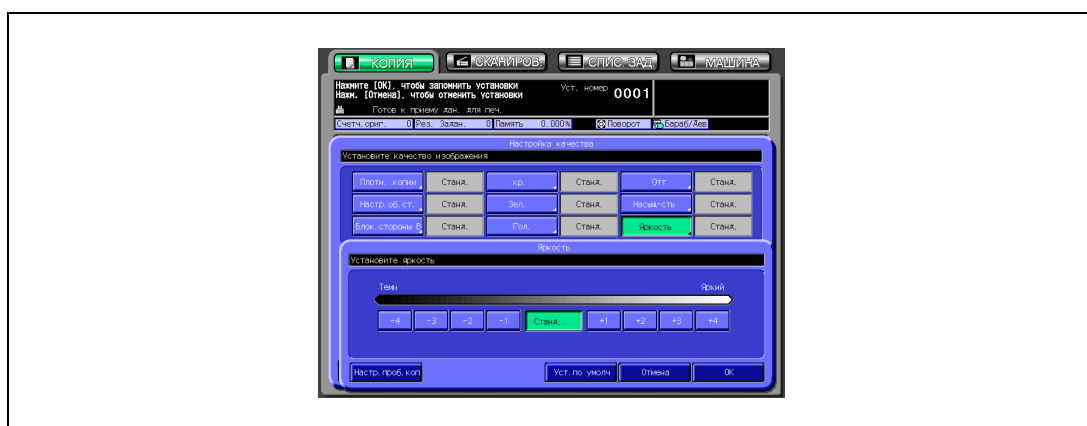 КОПИЯ СКАНИРОВ. СПИС. ЗАД. МАШИНА
Нажмите [OK], чтобы запомнить установки
Наж. [Отмена], чтобы отменить установки
Уст. номер 0001
Готов к приему дан. для печ.
Счетч. ориг. 0 Рез. Задан. 0 Память 0.000% Поворот Бараб/Лев
Настройка качества
Установите качество изображения
Плотн. копии Станд. кр. Станд. Отт Станд.
Настр. об. ст. Станд. Зел. Станд. Насыщ-сть Станд.
Блок. стороны В Станд. Гол. Станд. Яркость Станд.
Яркость
Установите яркость
Темн Яркий
-4 -3 -2 -1 Станд. +1 +2 +3 +4
Настр. проб. коп Уст. по умолч Отмена OK